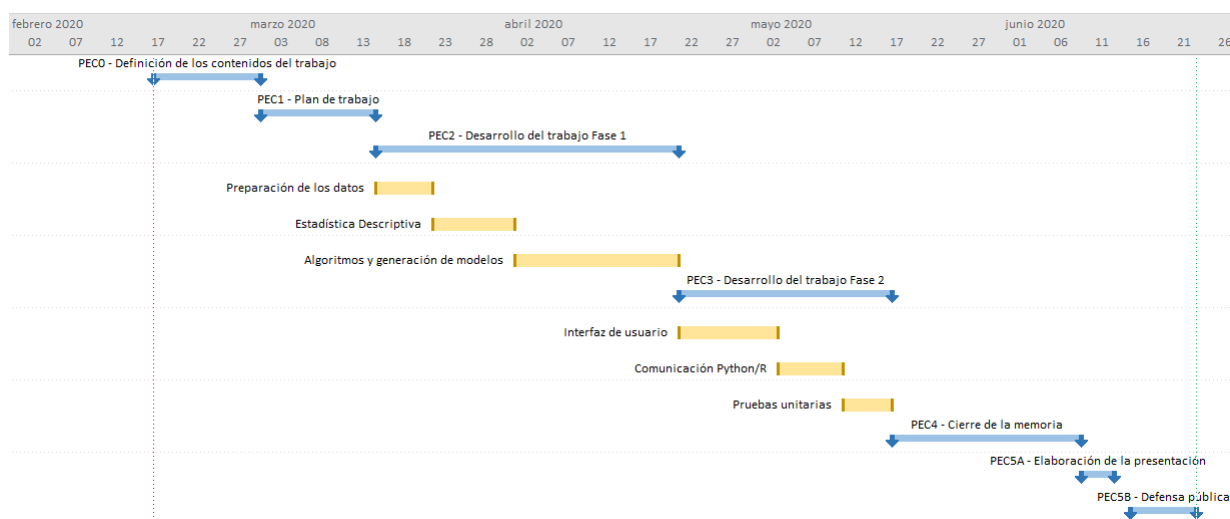 febrero 2020 marzo 2020 abril 2020 mayo 2020 junio 2020
02 07 12 17 22 27 03 08 13 18 23 28 02 07 12 17 22 27 02 07 12 17 22 27 01 06 11 16 21 26
PEC0 - Definición de los contenidos del trabajo
PEC1 - Plan de trabajo
PEC2 - Desarrollo del trabajo Fase 1
Preparación de los datos
Estadística Descriptiva
Algoritmos y generación de modelos
PEC3 - Desarrollo del trabajo Fase 2
Interfaz de usuario
Comunicación Python/R
Pruebas unitarias
PEC4 - Cierre de la memoria
PEC5A - Elaboración de la presentación
PEC5B - Defensa pública